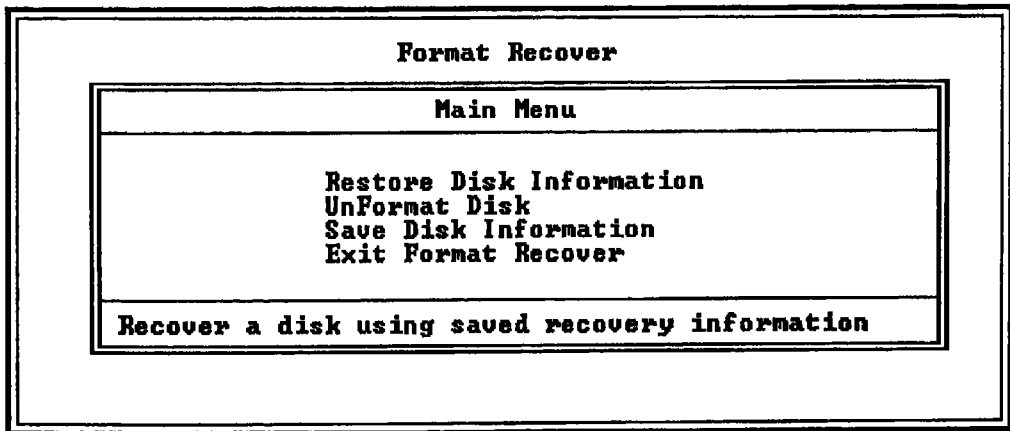 Format Recover
Main Menu
Restore Disk Information
UnFormat Disk
Save Disk Information
Exit Format Recover
Recover a disk using saved recovery information